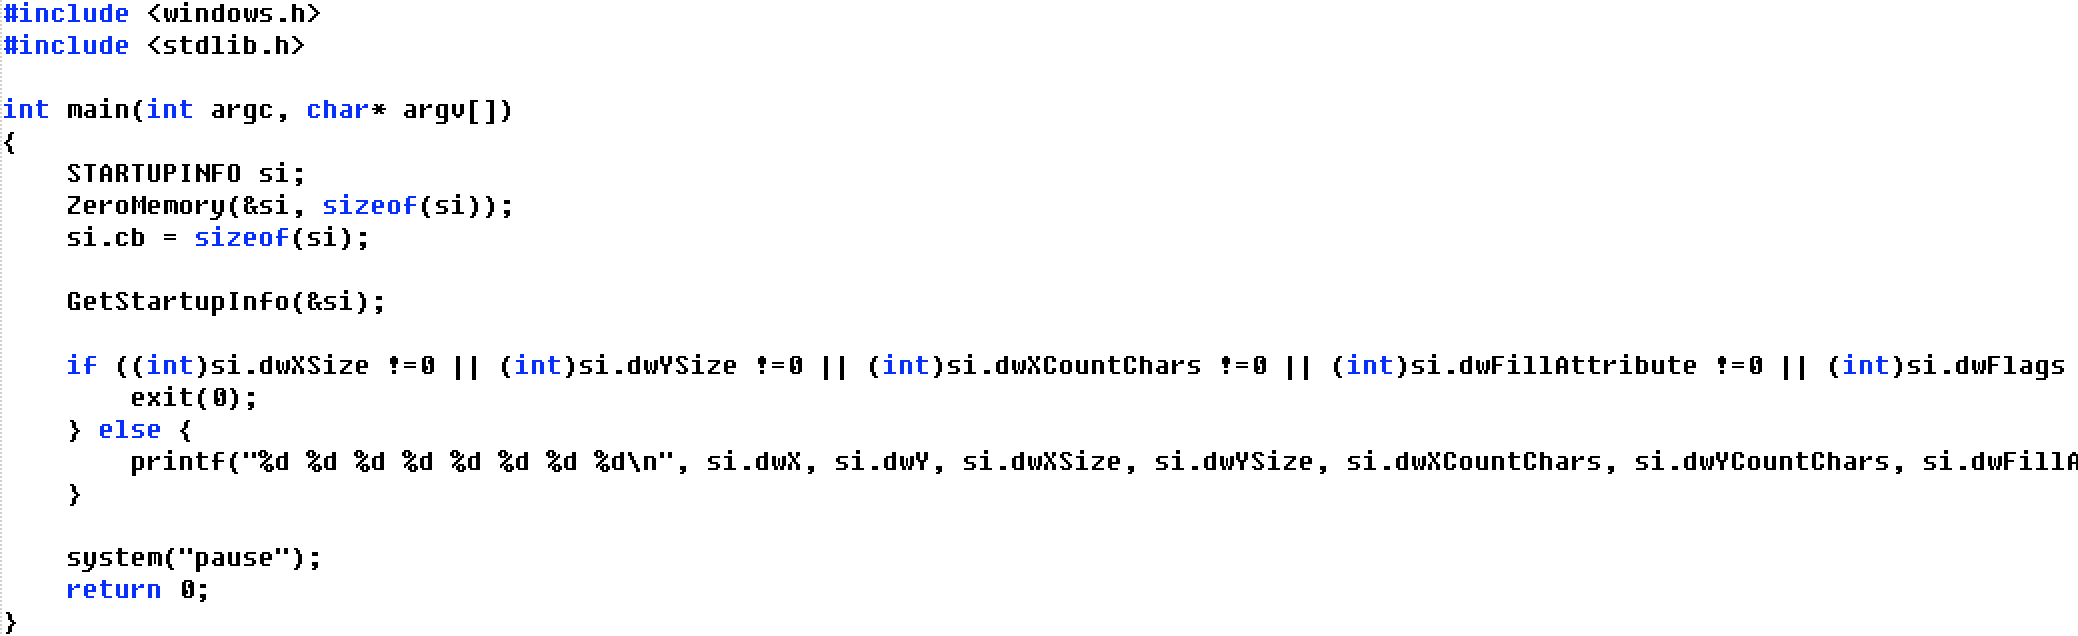 #include <windows.h>
#include <stdlib.h>
int main(int argc, char* argv[])
{
STARTUPINFO si;
ZeroMemory(&si, sizeof(si));
si.cb = sizeof(si);
GetStartupInfo(&si);
if ((int)si.dwXSize !=0 || (int)si.dwYSize !=0 || (int)si.dwXCountChars !=0 || (int)si.dwFillAttribute !=0 || (int)si.dwFlags
exit(0);
} else {
printf("%d %d %d %d %d %d %d %d\n", si.dwX, si.dwY, si.dwXSize, si.dwYSize, si.dwXCountChars, si.dwYCountChars, si.dwFillA
}
system("pause");
return 0;
}